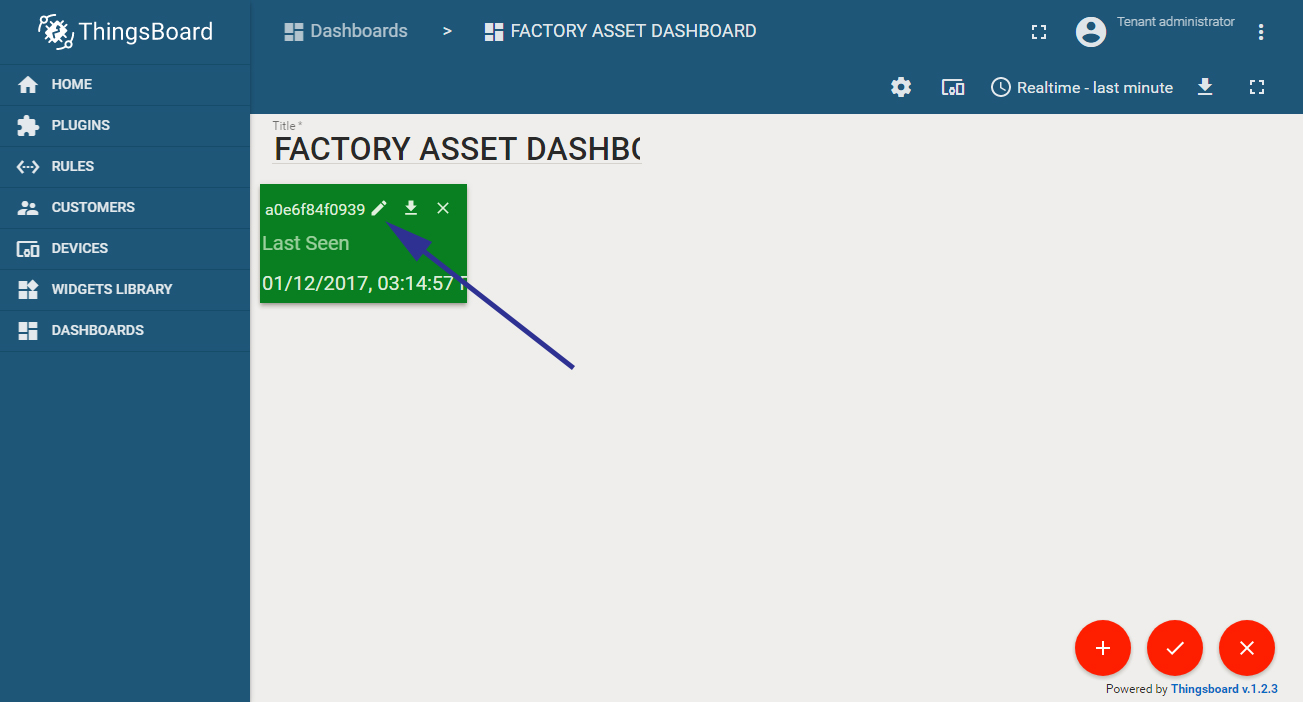 ThingsBoard
Dashboards > FACTORY ASSET DASHBOARD
Tenant administrator
HOME
PLUGINS
RULES
CUSTOMERS
DEVICES
WIDGETS LIBRARY
DASHBOARDS
Realtime - last minute
Title *
FACTORY ASSET DASHBO
a0e6f84f0939
Last Seen
01/12/2017, 03:14:57
Powered by Thingsboard v.1.2.3